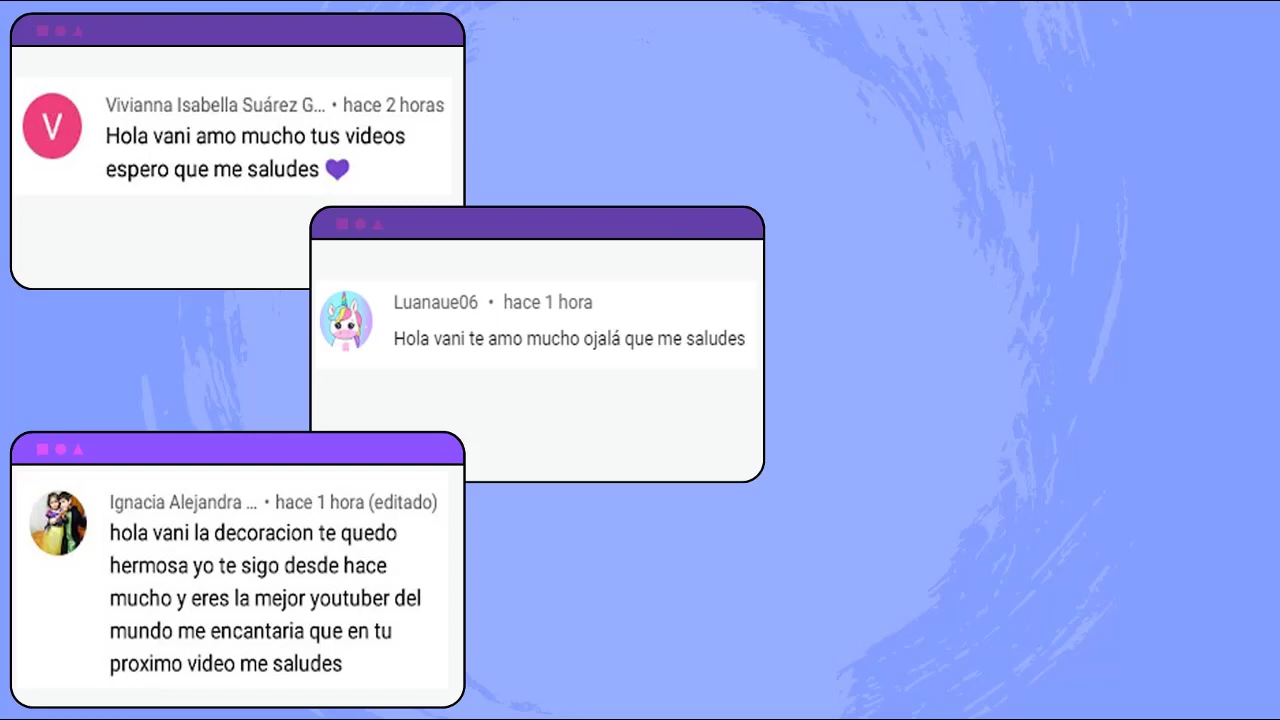 Vivianna Isabella Suárez G... • hace 2 horas
Hola vani amo mucho tus videos
espero que me saludes 💜
Luanaue06 • hace 1 hora
Hola vani te amo mucho ojalá que me saludes
Ignacia Alejandra ... • hace 1 hora (editado)
hola vani la decoracion te quedo
hermosa yo te sigo desde hace
mucho y eres la mejor youtuber del
mundo me encantaria que en tu
proximo video me saludes